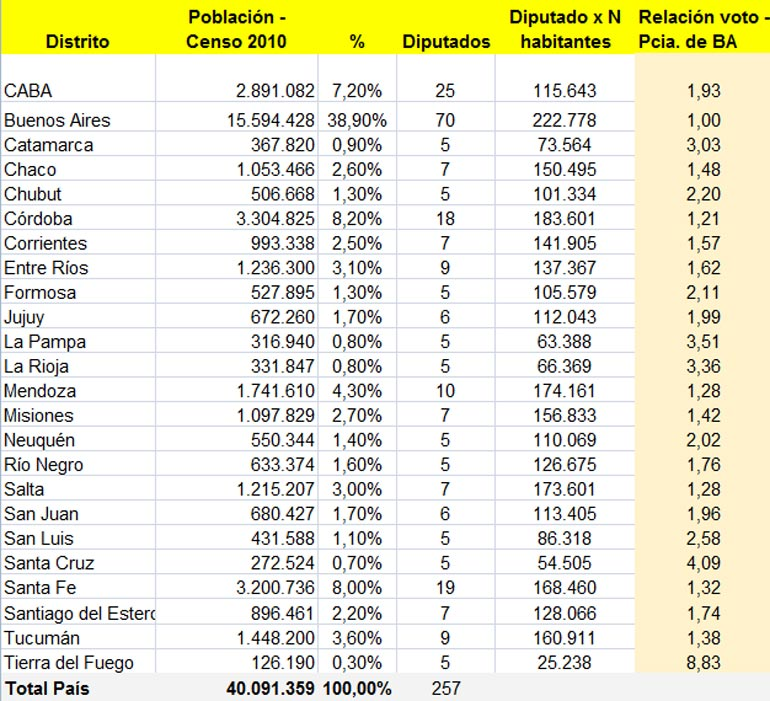 Distrito Población - Censo 2010 % Diputados Diputado x N habitantes Relación voto - Pcia. de BA
CABA 2.891.082 7,20% 25 115.643 1,93
Buenos Aires 15.594.428 38,90% 70 222.778 1,00
Catamarca 367.820 0,90% 5 73.564 3,03
Chaco 1.053.466 2,60% 7 150.495 1,48
Chubut 506.668 1,30% 5 101.334 2,20
Córdoba 3.304.825 8,20% 18 183.601 1,21
Corrientes 993.338 2,50% 7 141.905 1,57
Entre Ríos 1.236.300 3,10% 9 137.367 1,62
Formosa 527.895 1,30% 5 105.579 2,11
Jujuy 672.260 1,70% 6 112.043 1,99
La Pampa 316.940 0,80% 5 63.388 3,51
La Rioja 331.847 0,80% 5 66.369 3,36
Mendoza 1.741.610 4,30% 10 174.161 1,28
Misiones 1.097.829 2,70% 7 156.833 1,42
Neuquén 550.344 1,40% 5 110.069 2,02
Río Negro 633.374 1,60% 5 126.675 1,76
Salta 1.215.207 3,00% 7 173.601 1,28
San Juan 680.427 1,70% 6 113.405 1,96
San Luis 431.588 1,10% 5 86.318 2,58
Santa Cruz 272.524 0,70% 5 54.505 4,09
Santa Fe 3.200.736 8,00% 19 168.460 1,32
Santiago del Estero 896.461 2,20% 7 128.066 1,74
Tucumán 1.448.200 3,60% 9 160.911 1,38
Tierra del Fuego 126.190 0,30% 5 25.238 8,83
Total País 40.091.359 100,00% 257